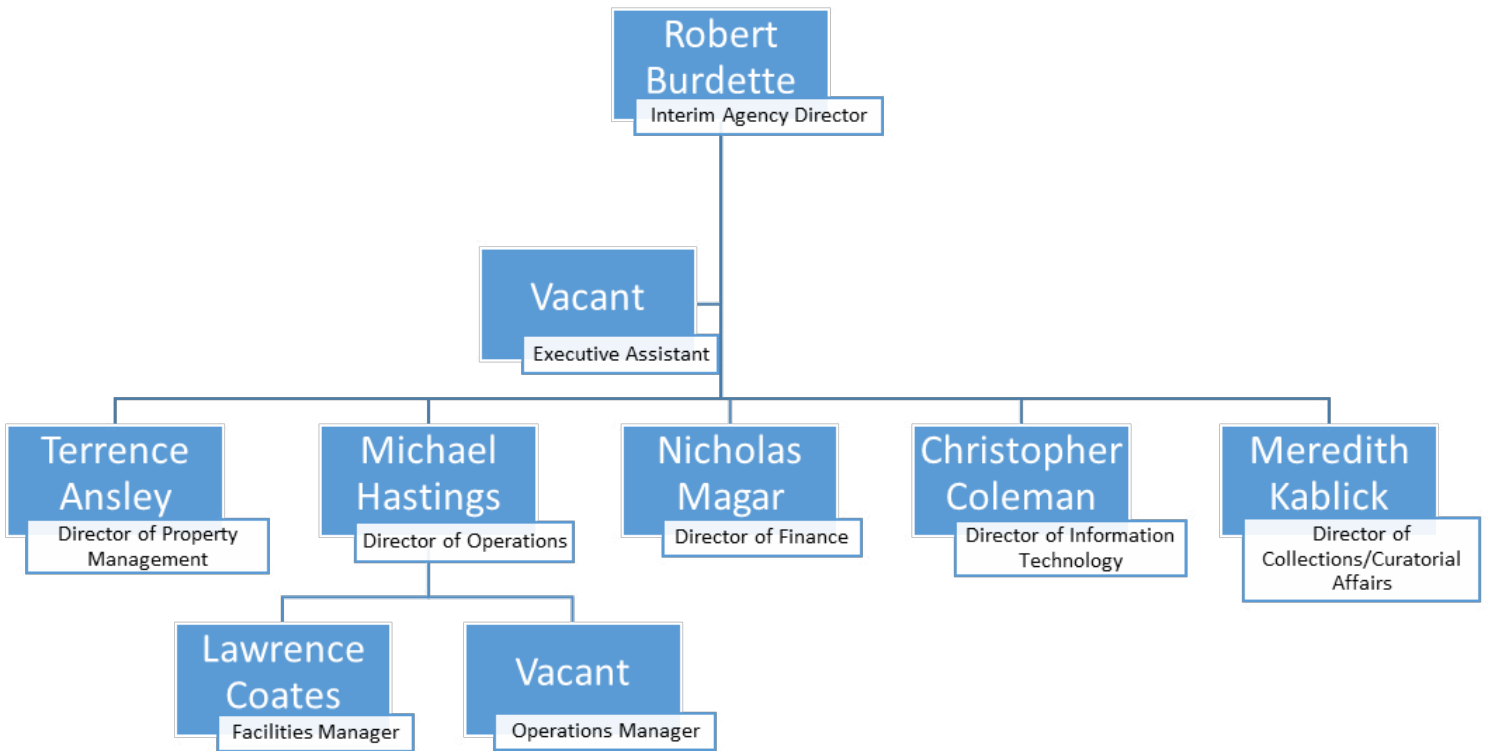 Robert
Burdette
Interim Agency Director
Vacant
Executive Assistant
Terrence
Ansley
Director of Property
Management
Michael
Hastings
Director of Operations
Nicholas
Magar
Director of Finance
Christopher
Coleman
Director of Information
Technology
Meredith
Kablick
Director of
Collections/Curatorial
Affairs
Lawrence
Coates
Facilities Manager
Vacant
Operations Manager